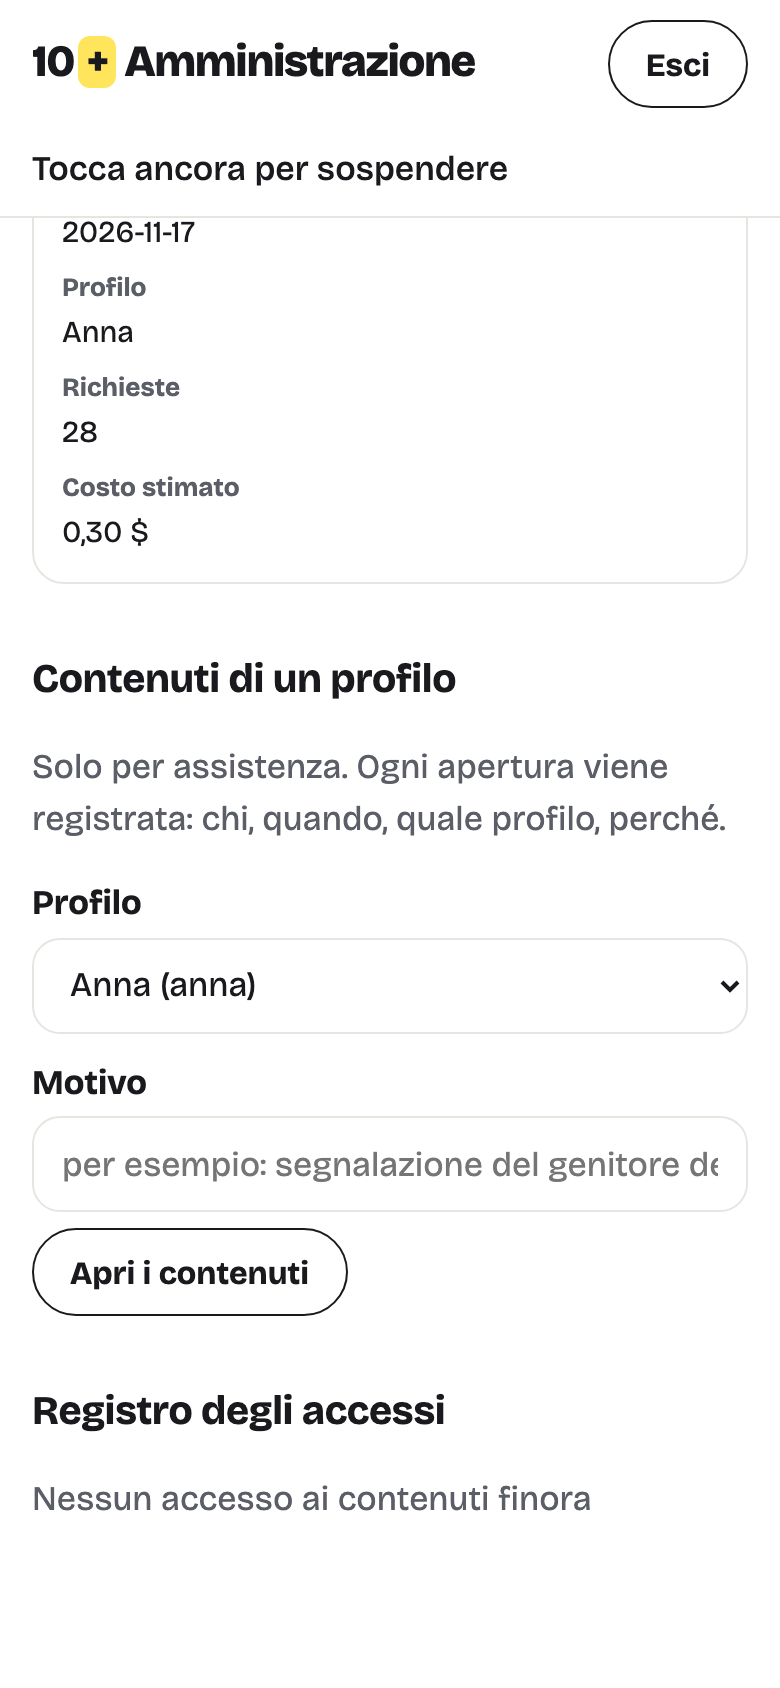 10+ Amministrazione
Esci
Tocca ancora per sospendere
2026-11-17
Profilo
Anna
Richieste
28
Costo stimato
0,30 $
Contenuti di un profilo
Solo per assistenza. Ogni apertura viene
registrata: chi, quando, quale profilo, perché.
Profilo
Anna (anna)
Motivo
per esempio: segnalazione del genitore de
Apri i contenuti
Registro degli accessi
Nessun accesso ai contenuti finora